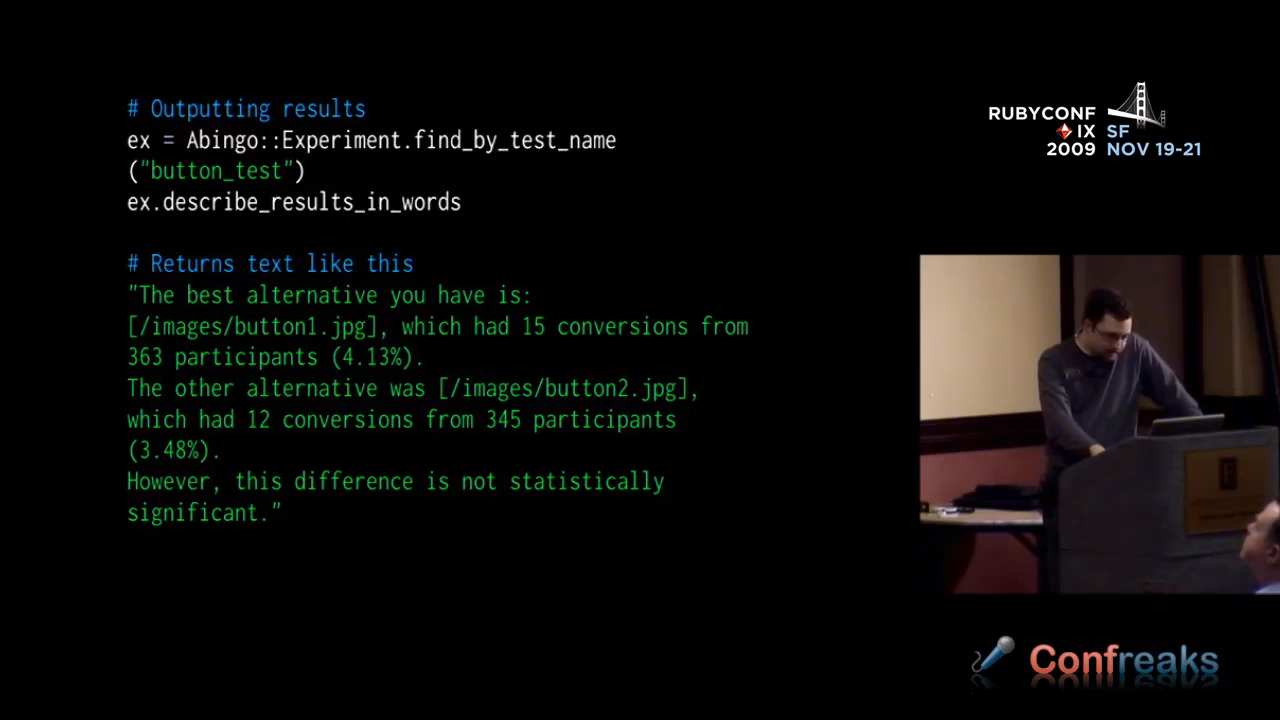 # Outputting results
ex = Abingo::Experiment.find_by_test_name
("button_test")
ex.describe_results_in_words
# Returns text like this
"The best alternative you have is:
[/images/button1.jpg], which had 15 conversions from
363 participants (4.13%).
The other alternative was [/images/button2.jpg],
which had 12 conversions from 345 participants
(3.48%).
However, this difference is not statistically
significant."
RUBYCONF
IX SF
2009 NOV 19-21
Confreaks